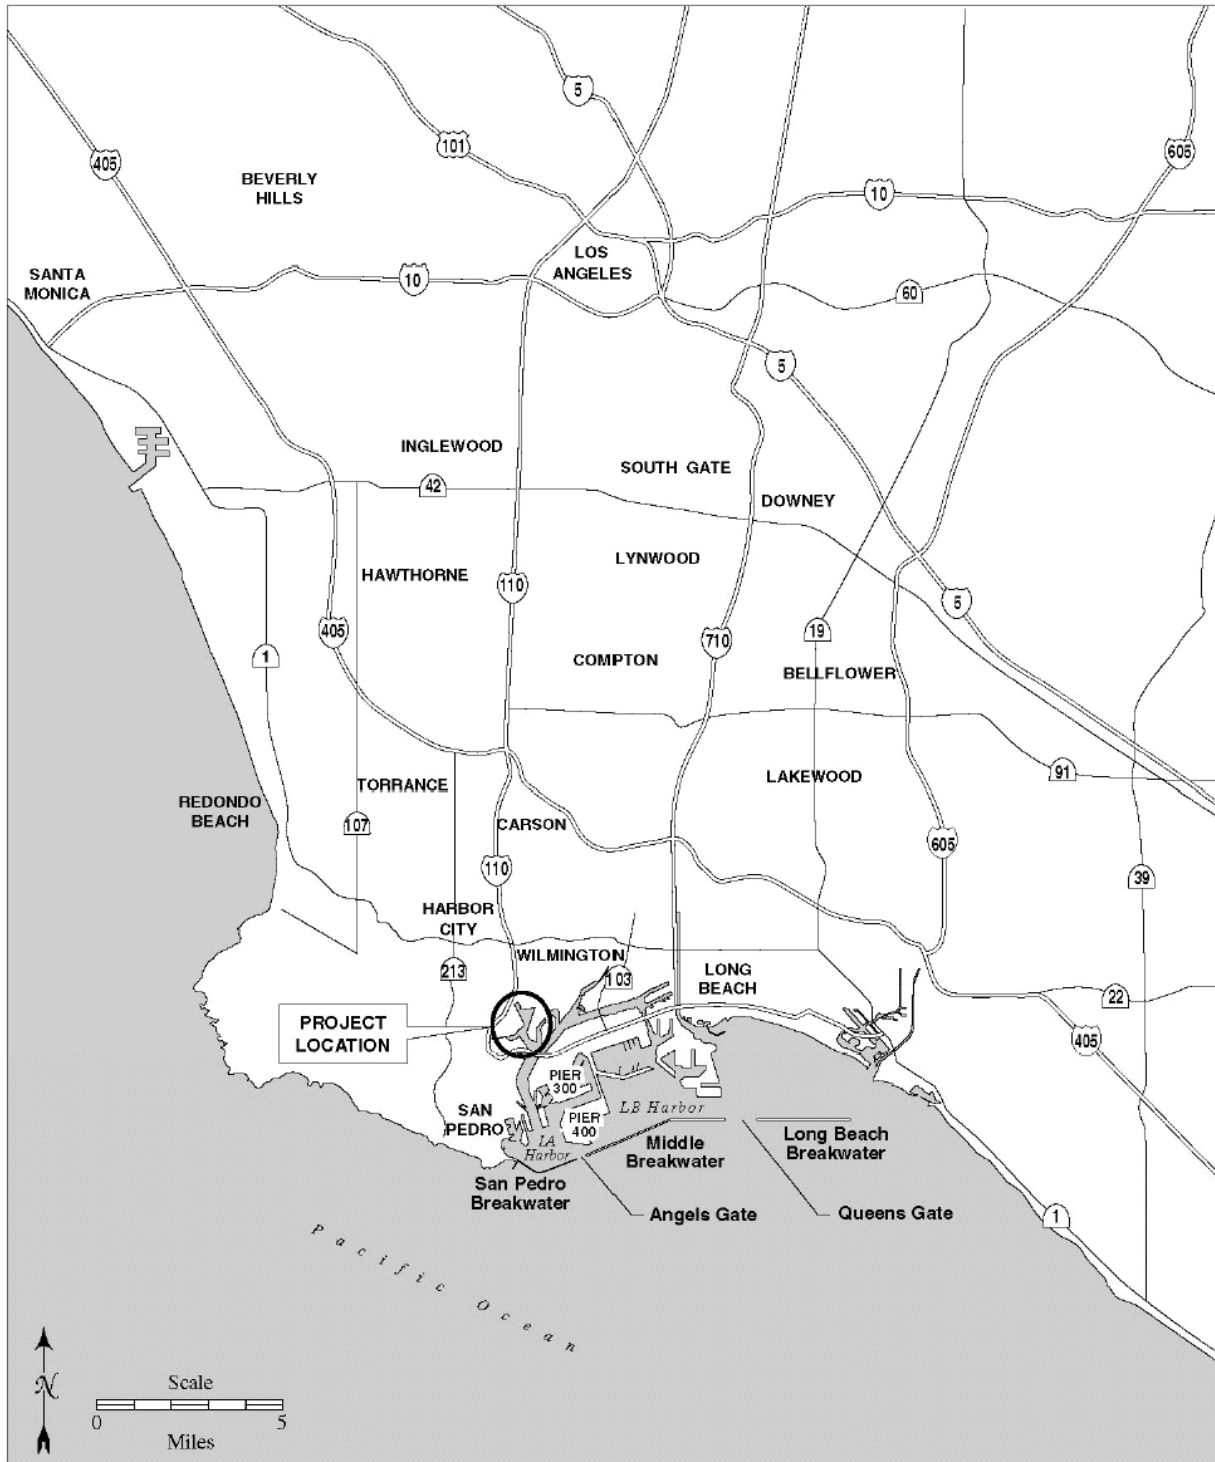 5
101
405
605
BEVERLY
HILLS
10
LOS
ANGELES
SANTA
MONICA
10
60
5
INGLEWOOD
SOUTH GATE
42
DOWNEY
LYNWOOD
HAWTHORNE
110
5
405
19
710
1
COMPTON
BELLFLOWER
91
LAKEWOOD
TORRANCE
REDONDO
BEACH
107
CARSON
605
110
39
HARBOR
CITY
WILMINGTON
213
103
LONG
BEACH
22
PROJECT
LOCATION
405
PIER
300
SAN
PEDRO
PIER
400
LB Harbor
LA
Harbor
Middle
Breakwater
Long Beach
Breakwater
San Pedro
Breakwater
Angels Gate
Queens Gate
1
Pacific Ocean
N
Scale
0
5
Miles